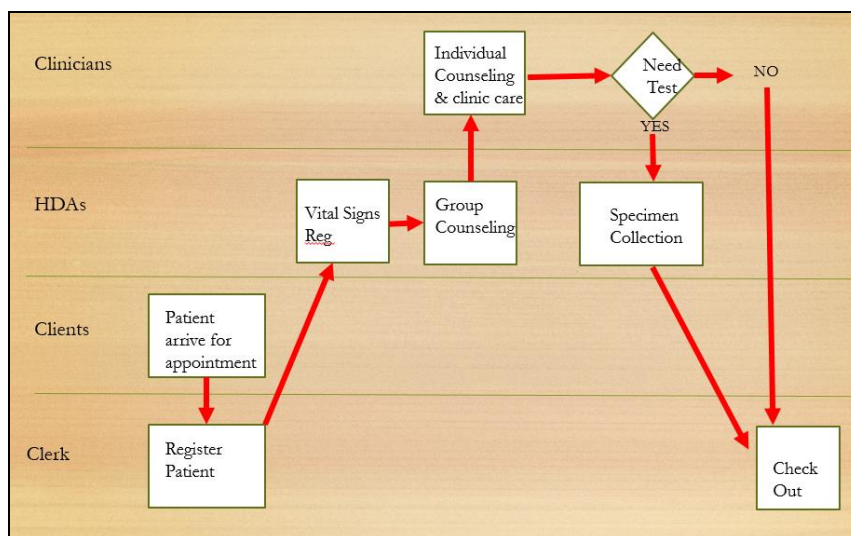 Clinicians
Individual
Counseling
& clinic care
Need
Test
NO
YES
HDAs
Vital Signs
Reg
Group
Counseling
Specimen
Collection
Clients
Patient
arrive for
appointment
Clerk
Register
Patient
Check
Out